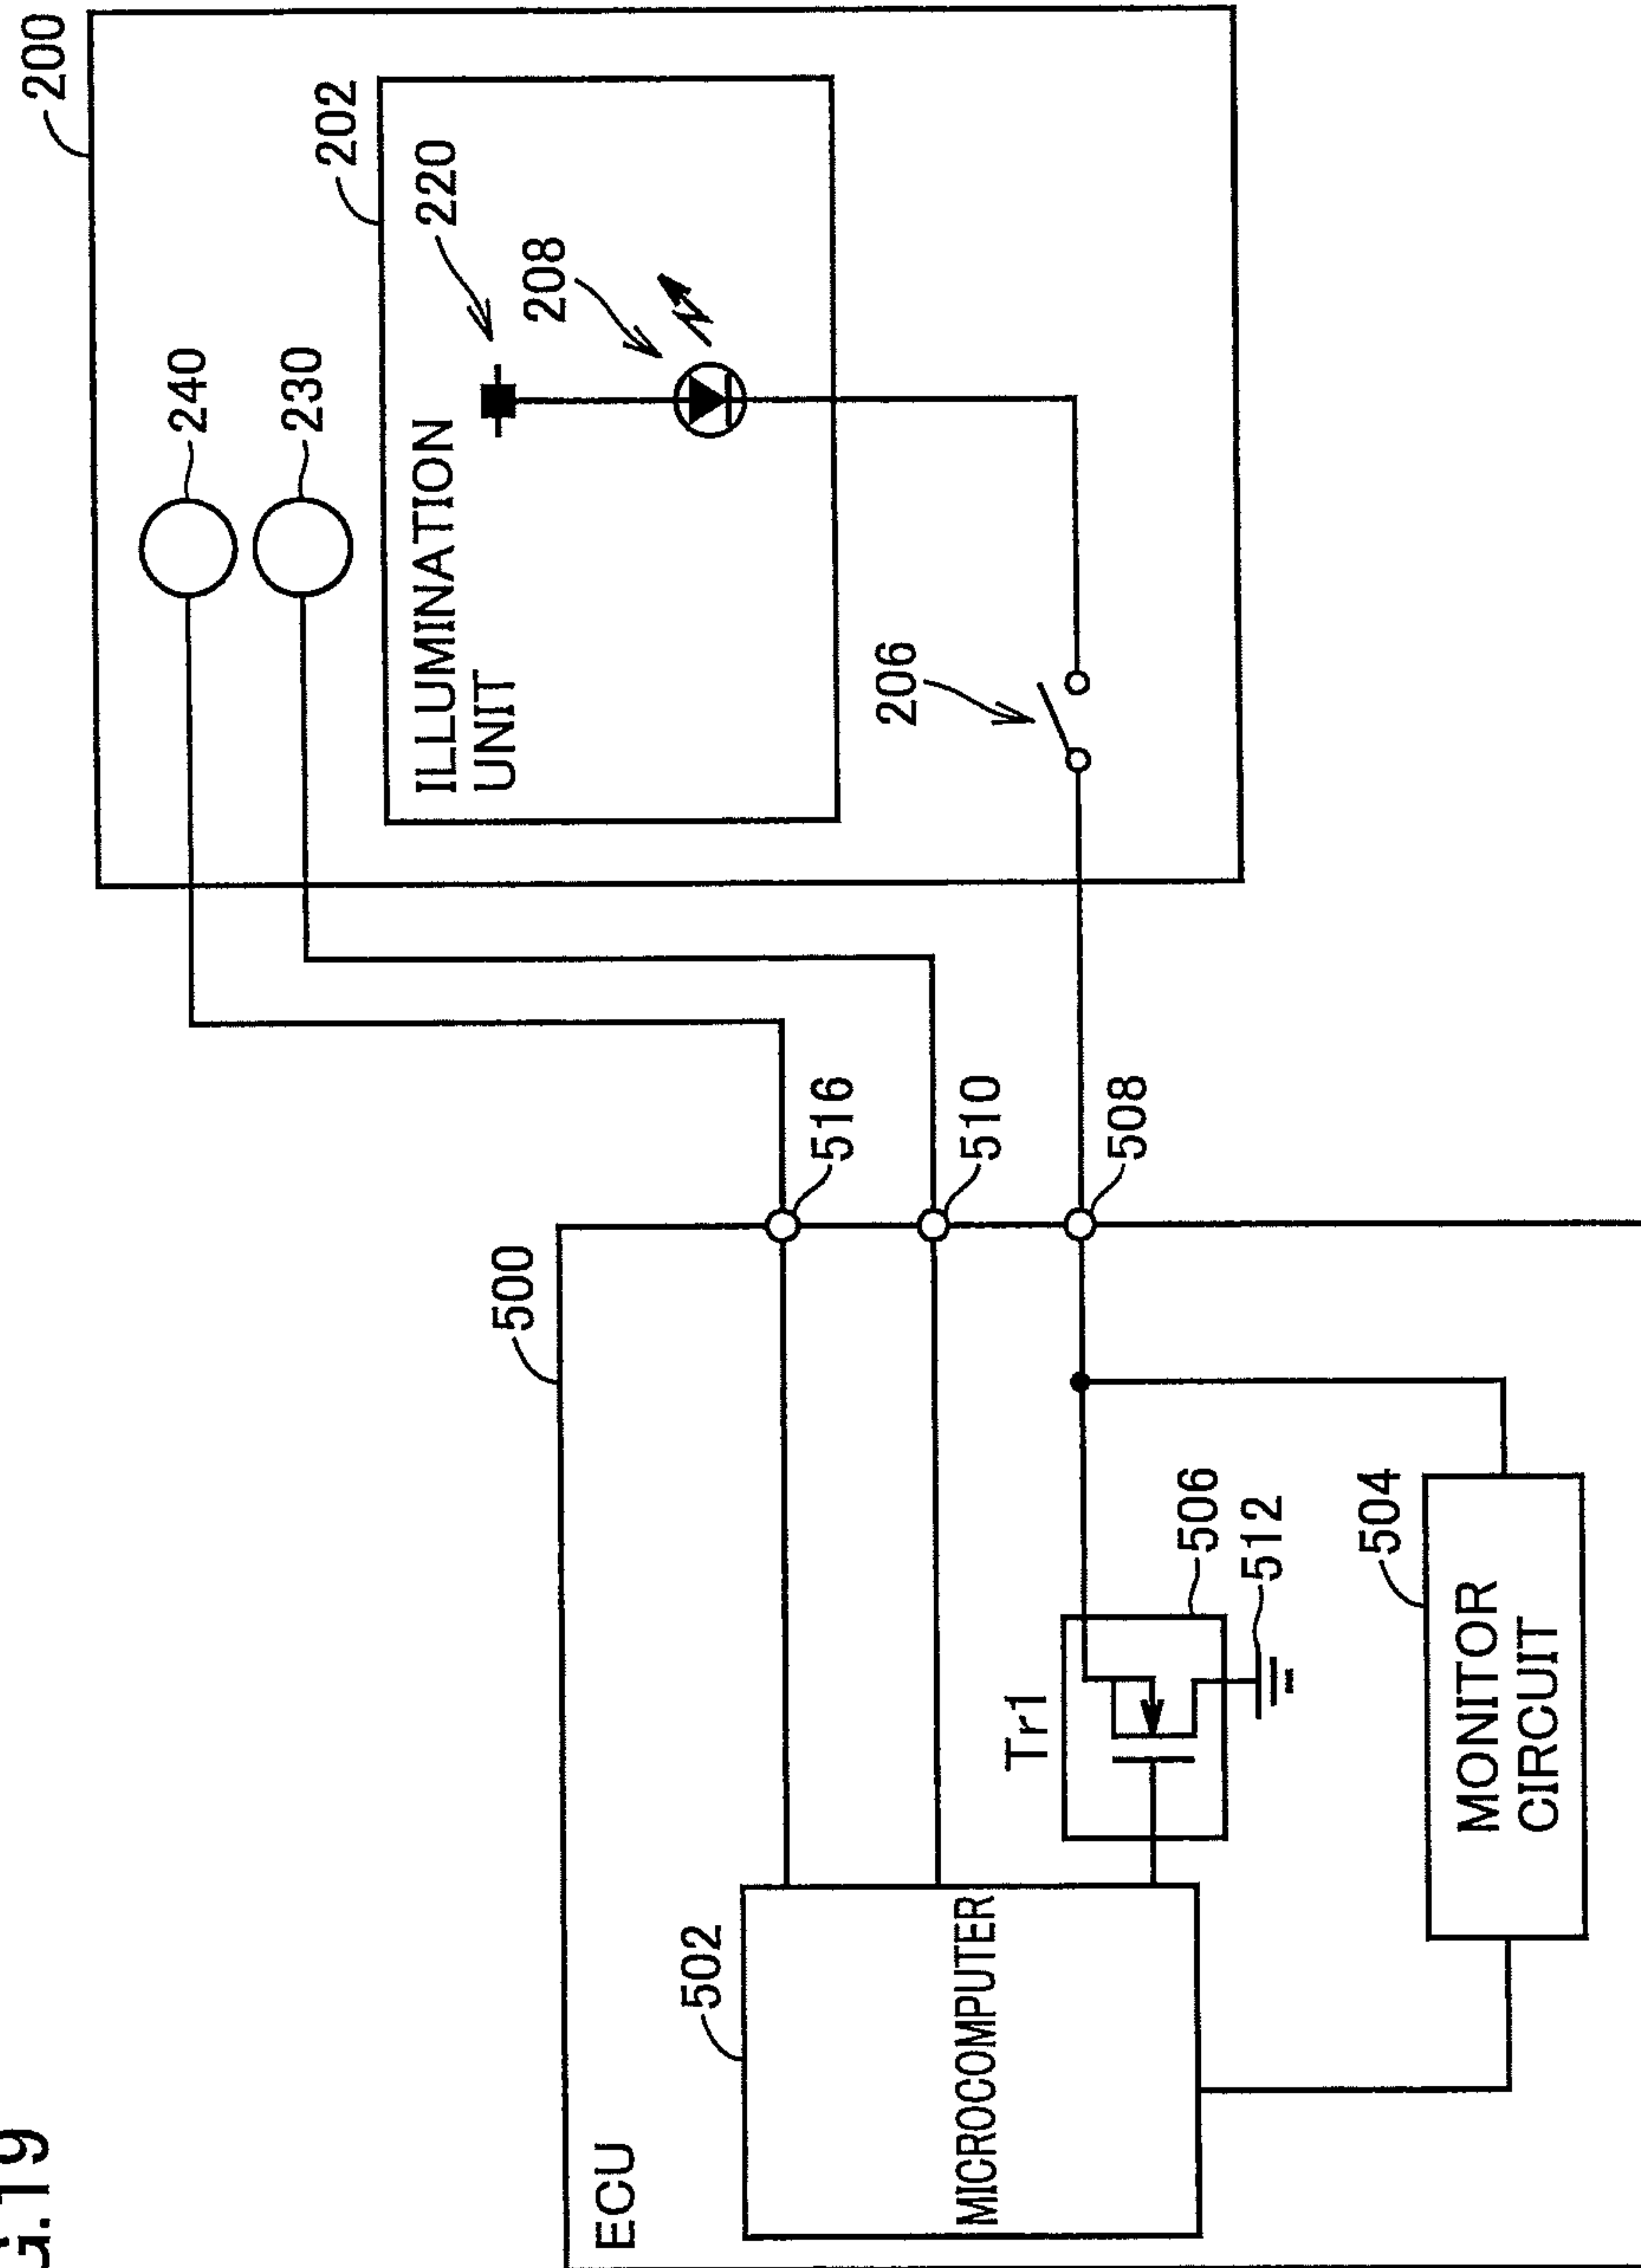 G.19
200
202
ILLUMINATION
UNIT
220
208
240
230
206
516
510
508
500
ECU
502
MICROCOMPUTER
Tr1
506
512
504
MONITOR
CIRCUIT